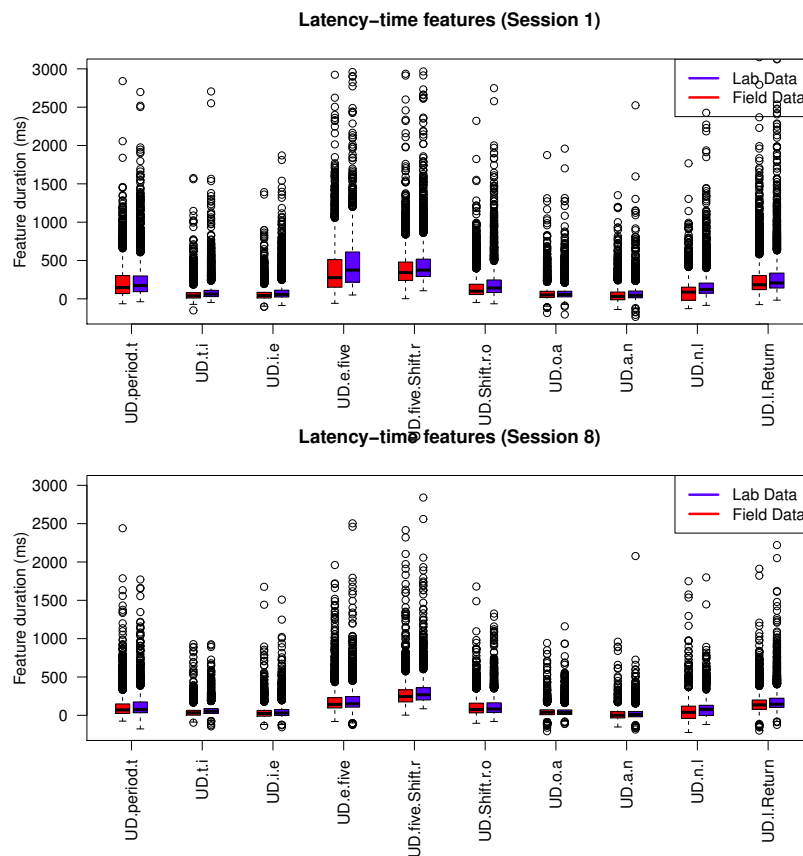 Latency−time features (Session 1)
Feature duration (ms)
3000
2500
2000
1500
1000
500
0
Lab Data
Field Data
UD.period.t
UD.t.i
UD.i.e
UD.e.five
UD.five.Shift.r
UD.Shift.r.o
UD.o.a
UD.a.n
UD.n.l
UD.l.Return
Latency−time features (Session 8)
Feature duration (ms)
3000
2500
2000
1500
1000
500
0
Lab Data
Field Data
UD.period.t
UD.t.i
UD.i.e
UD.e.five
UD.five.Shift.r
UD.Shift.r.o
UD.o.a
UD.a.n
UD.n.l
UD.l.Return